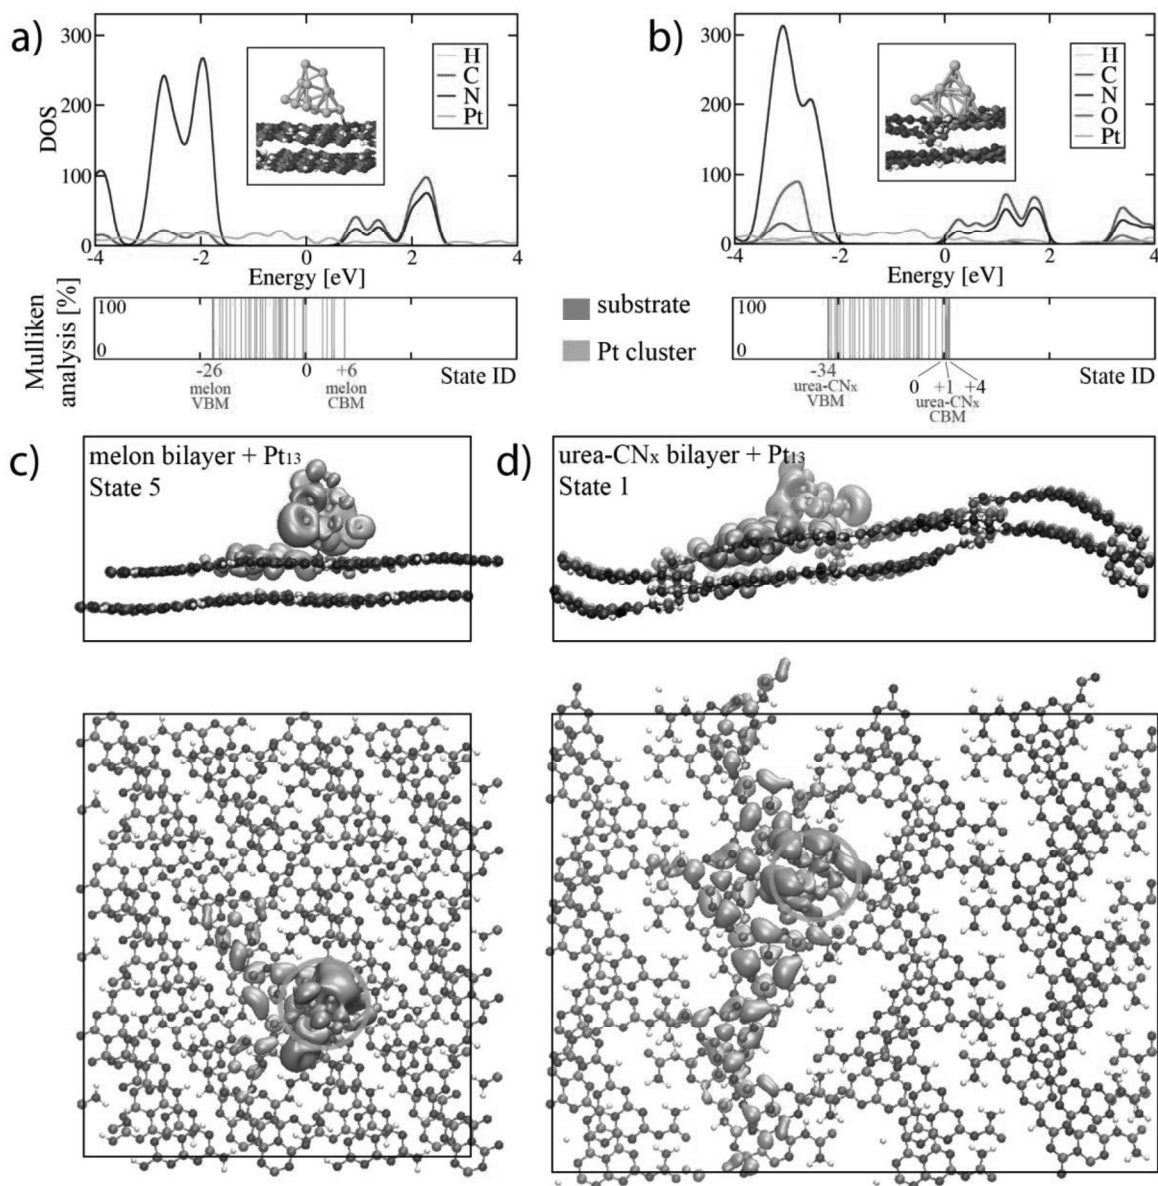 a)
300
200
100
0
DOS
H
C
N
Pt
-4
-2
0
2
4
Energy [eV]
b)
300
200
100
0
H
C
N
O
Pt
-4
-2
0
2
4
Energy [eV]
Mulliken
analysis [%]
100
0
-26
melon
VBM
0
+6
melon
CBM
State ID
substrate
Pt cluster
100
0
-34
urea-CNx
VBM
0
+1
+4
urea-CNx
CBM
State ID
c)
melon bilayer + Pt13
State 5
d)
urea-CNx bilayer + Pt13
State 1